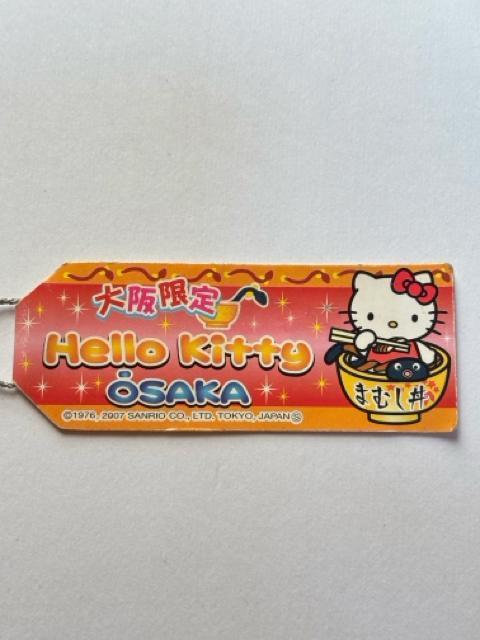 大阪限定
Hello Kitty
ŌSAKA
©1976, 2007 SANRIO CO., LTD. TOKYO, JAPAN Ⓢ
まむし丼